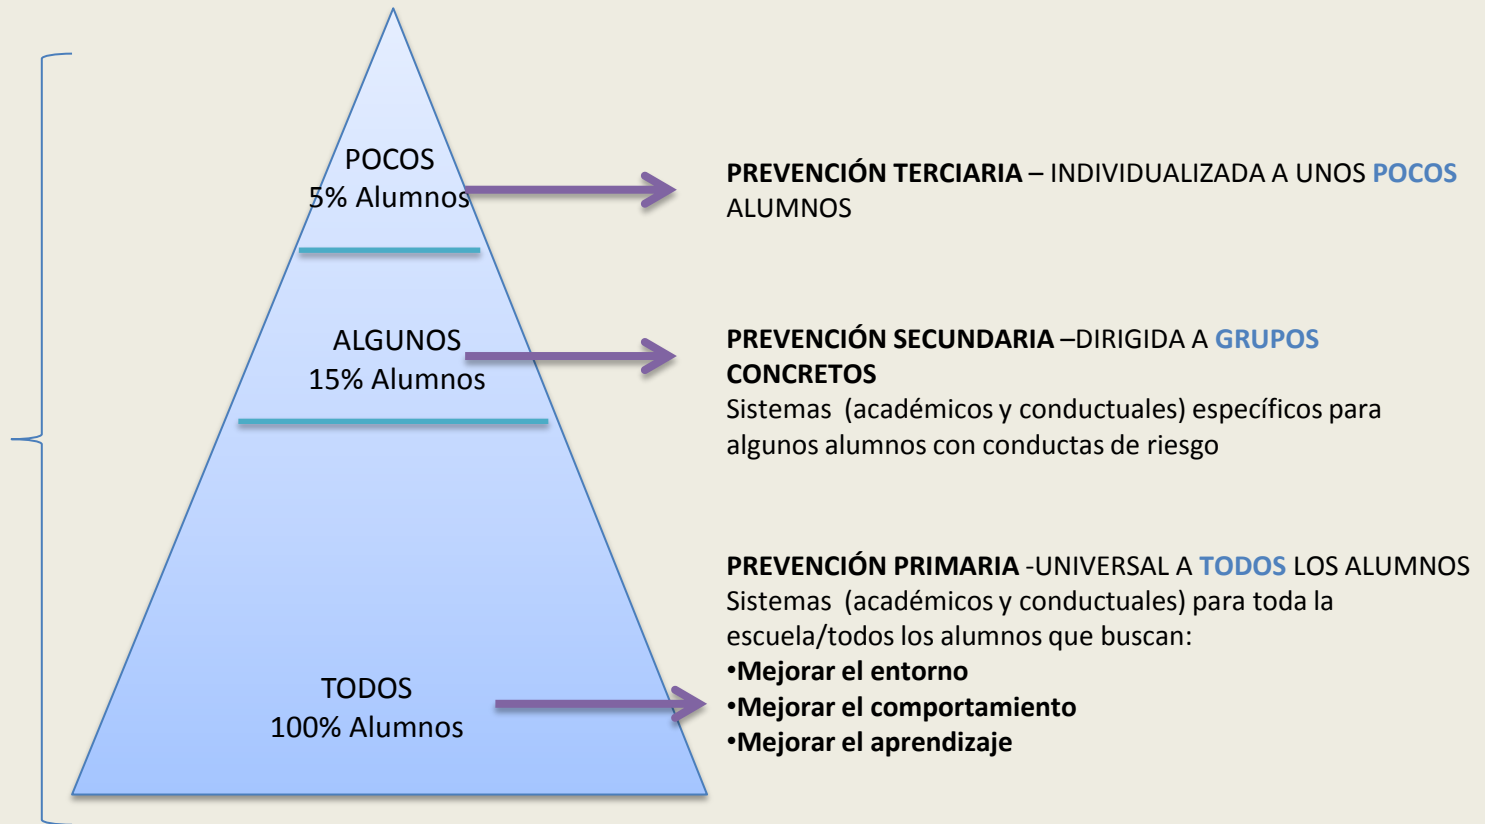 POCOS
5% Alumnos
PREVENCIÓN TERCIARIA – INDIVIDUALIZADA A UNOS POCOS
ALUMNOS
ALGUNOS
15% Alumnos
PREVENCIÓN SECUNDARIA –DIRIGIDA A GRUPOS
CONCRETOS
Sistemas (académicos y conductuales) específicos para
algunos alumnos con conductas de riesgo
TODOS
100% Alumnos
PREVENCIÓN PRIMARIA -UNIVERSAL A TODOS LOS ALUMNOS
Sistemas (académicos y conductuales) para toda la
escuela/todos los alumnos que buscan:
•Mejorar el entorno
•Mejorar el comportamiento
•Mejorar el aprendizaje